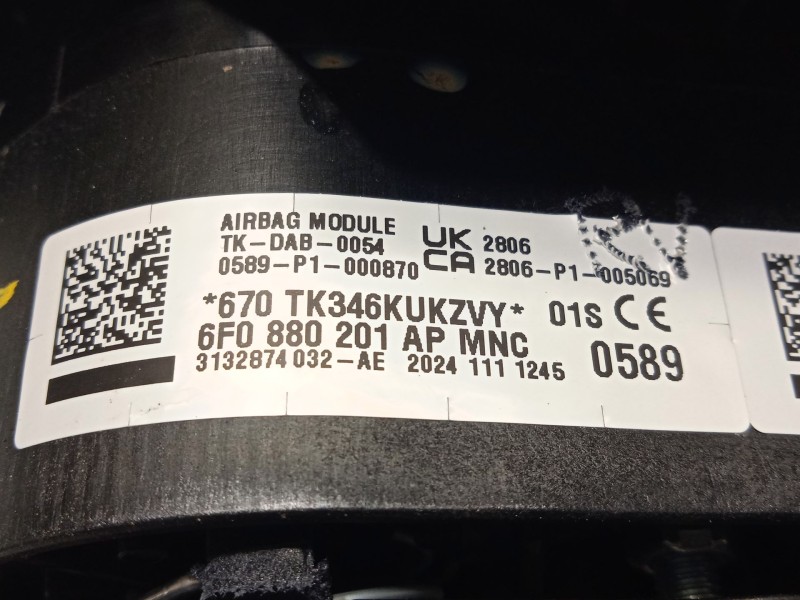 AIRBAG MODULE
TK-DAB-0054
0589-P1-000870
UK
CA
2806
2806-P1-005069
*670 TK346KUKZVY* 01S CE
6F0 880 201 AP MNC
0589
3132874 032-AE 2024 111 1245